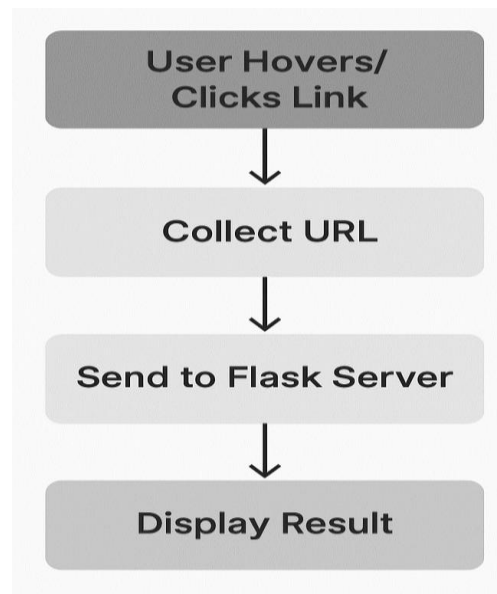 User Hovers/
Clicks Link
Collect URL
Send to Flask Server
Display Result